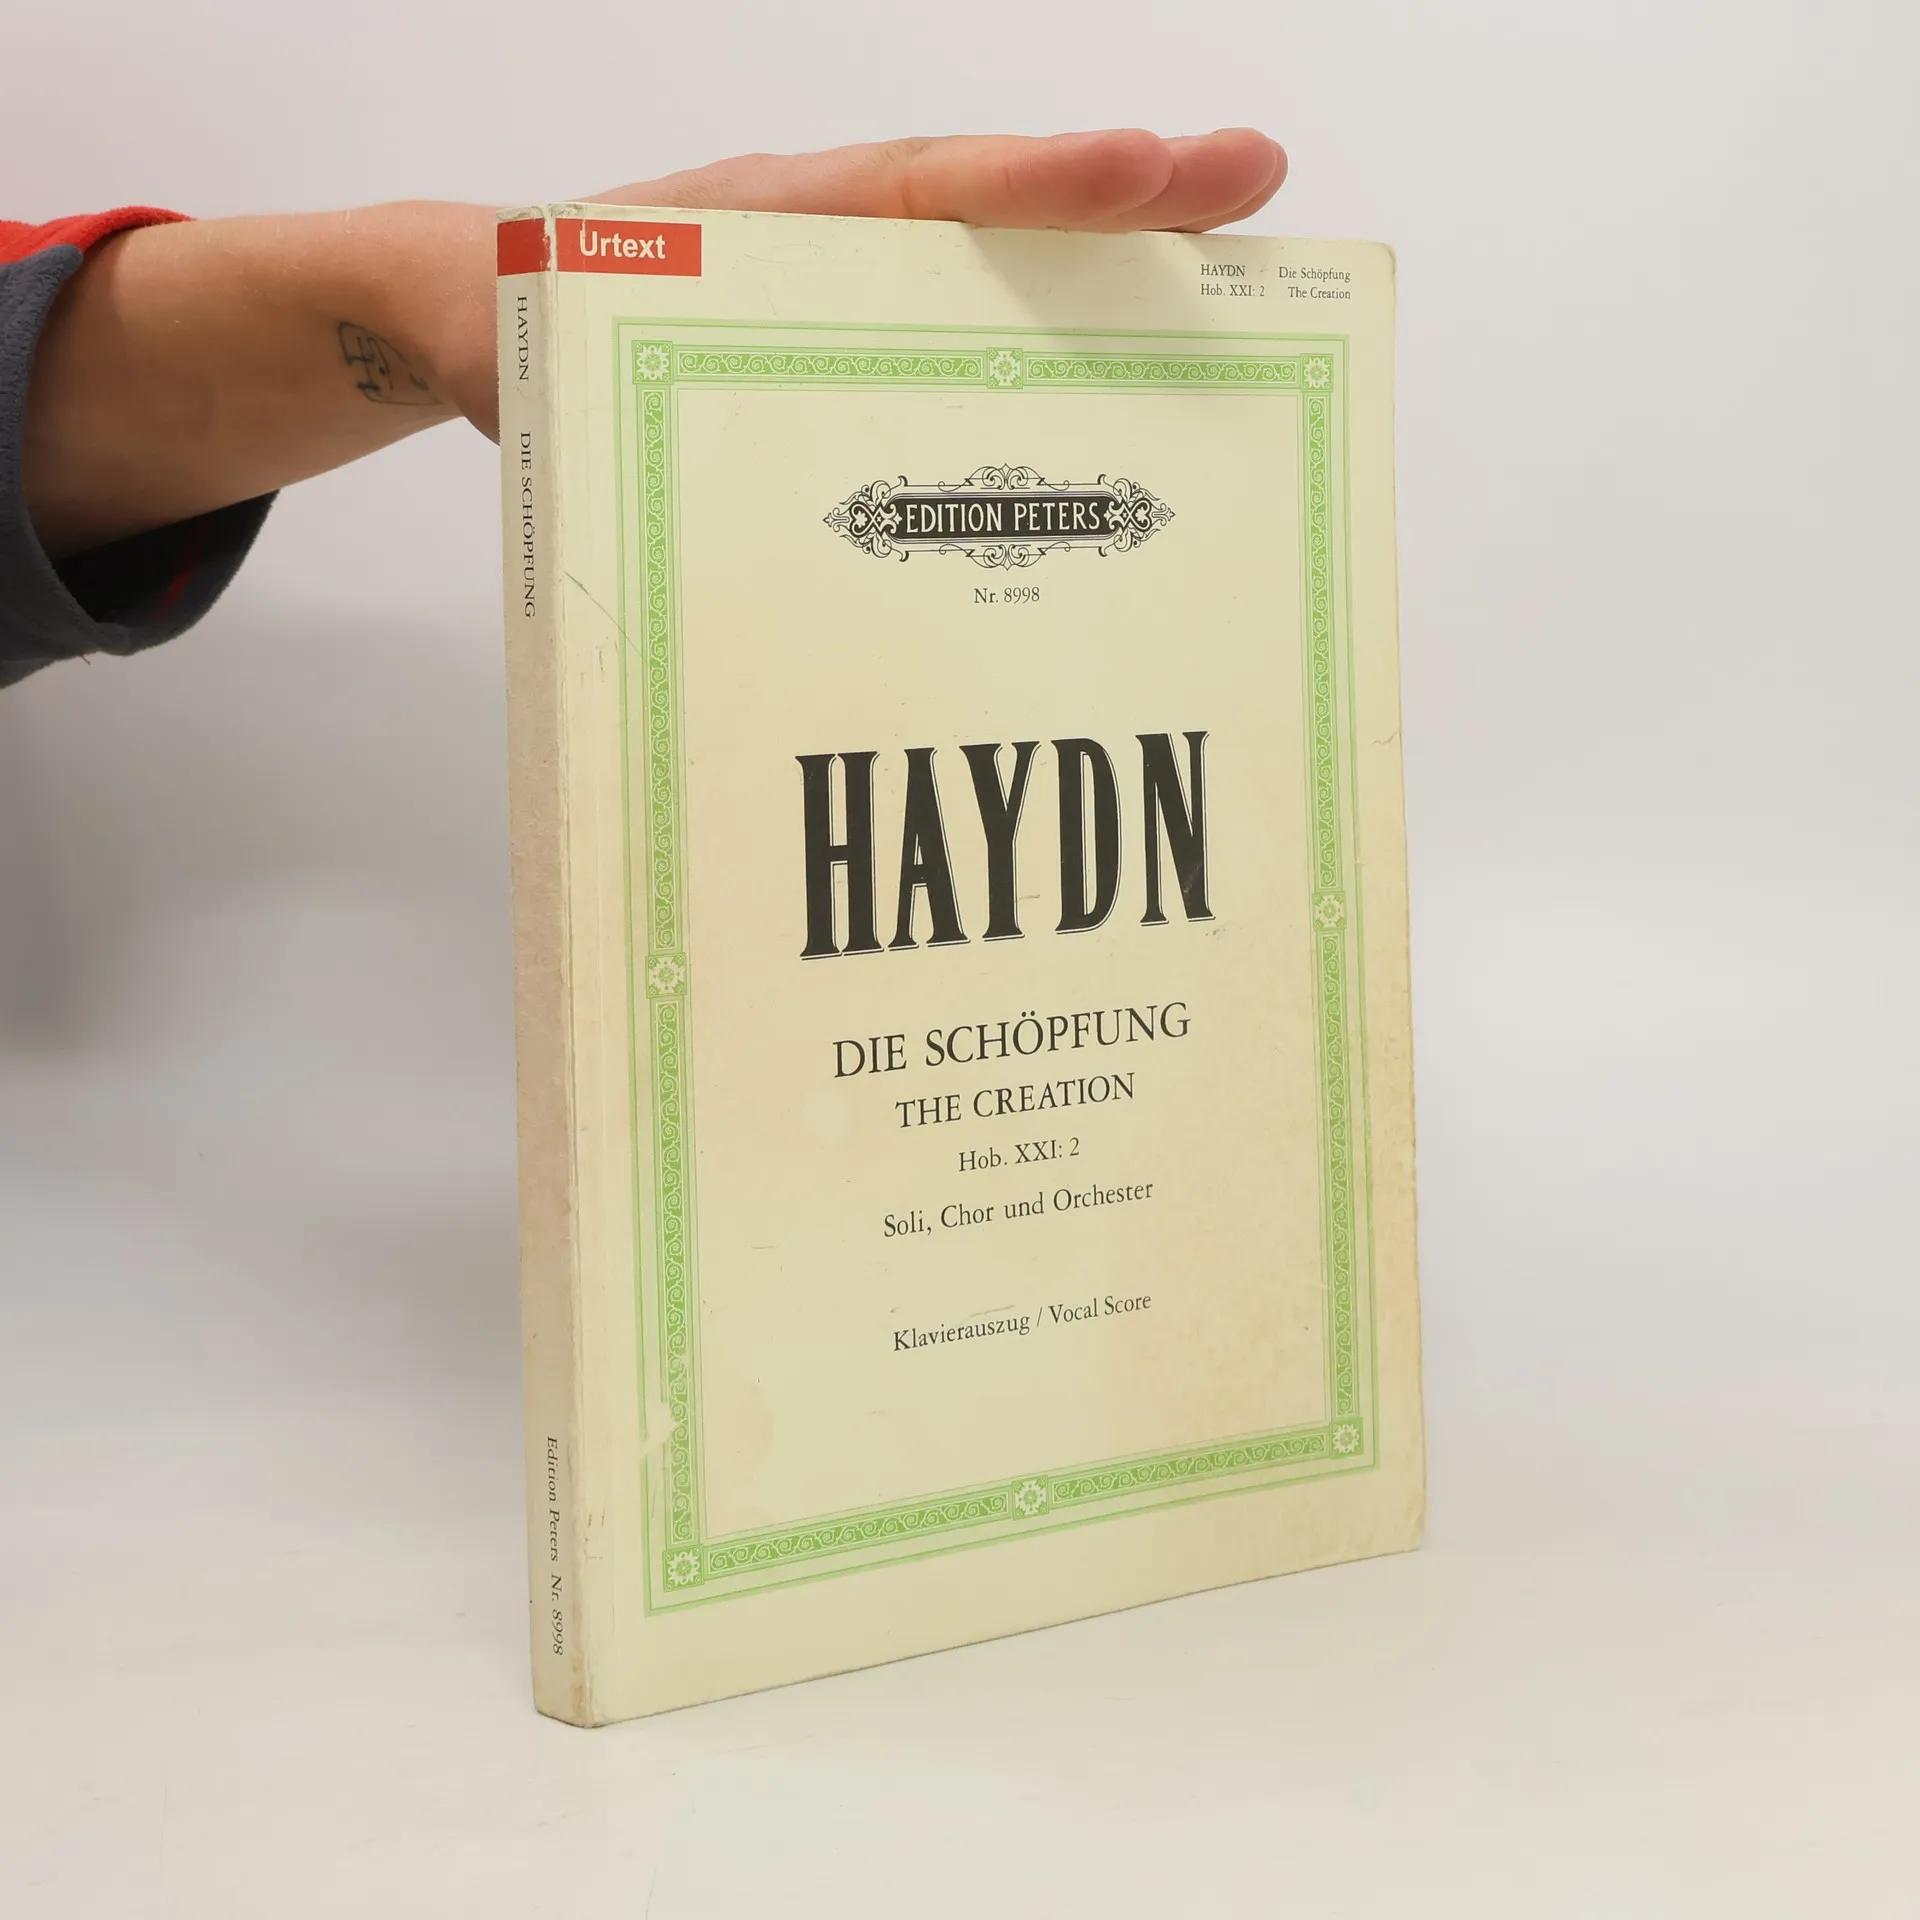 Urtext
HAYDN Die Schöpfung
Hob. XXI: 2 The Creation
EDITION PETERS
Nr. 8998
HAYDN
DIE SCHÖPFUNG
THE CREATION
Hob. XXI: 2
Soli, Chor und Orchester
Klavierauszug / Vocal Score
HAYDN DIE SCHÖPFUNG Edition Peters Nr. 8998